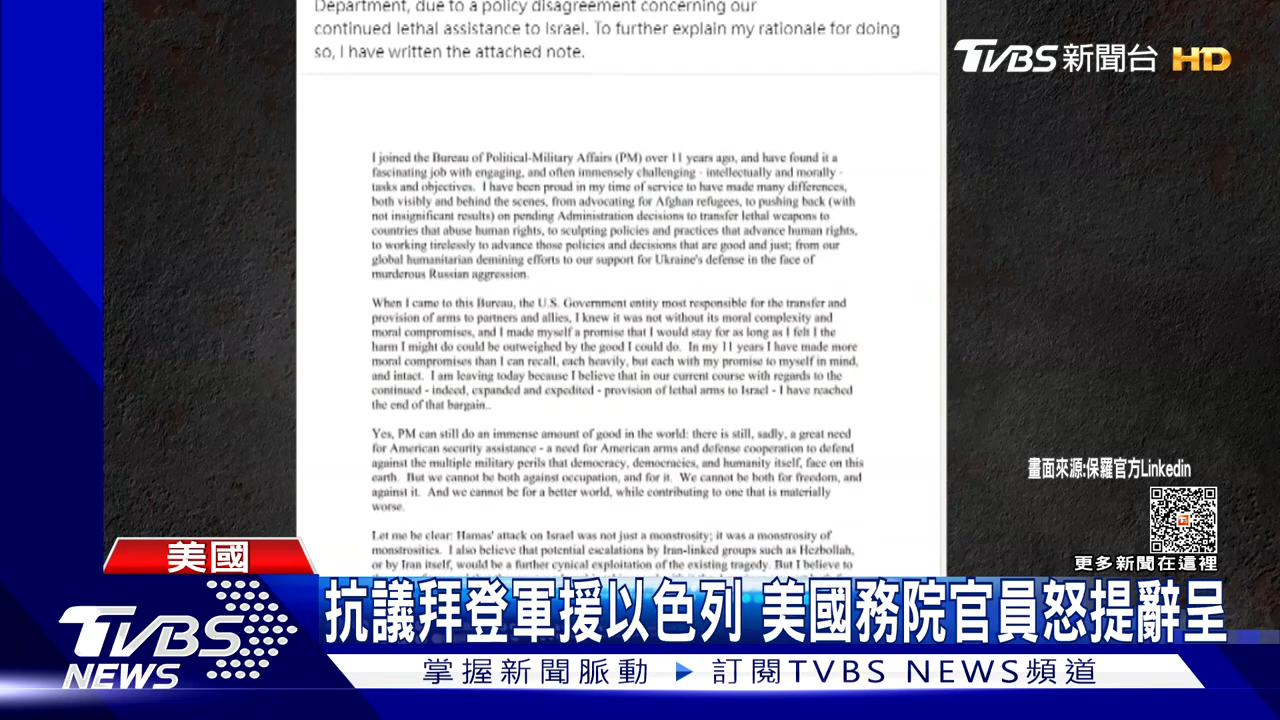 Department, due to a policy disagreement concerning our
continued lethal assistance to Israel. To further explain my rationale for doing
so, I have written the attached note.
TVBS 新聞台 HD
I joined the Bureau of Political-Military Affairs (PM) over 11 years ago, and have found it a
fascinating job with engaging, and often immensely challenging - intellectually and morally -
tasks and objectives. I have been proud in my time of service to have made many differences,
both visibly and behind the scenes, from advocating for Afghan refugees, to pushing back (with
not insignificant results) on pending Administration decisions to transfer lethal weapons to
countries that abuse human rights, to sculpting policies and practices that advance human rights,
to working tirelessly to advance those policies and decisions that are good and just; from our
global humanitarian demining efforts to our support for Ukraine's defense in the face of
murderous Russian aggression.
When I came to this Bureau, the U.S. Government entity most responsible for the transfer and
provision of arms to partners and allies, I knew it was not without its moral complexity and
moral compromises, and I made myself a promise that I would stay for as long as I felt I the
harm I might do could be outweighed by the good I could do. In my 11 years I have made more
moral compromises than I can recall, each heavily, but each with my promise to myself in mind,
and intact. I am leaving today because I believe that in our current course with regards to the
continued - indeed, expanded and expedited - provision of lethal arms to Israel - I have reached
the end of that bargain..
Yes, PM can still do an immense amount of good in the world: there is still, sadly, a great need
for American security assistance - a need for American arms and defense cooperation to defend
against the multiple military perils that democracy, democracies, and humanity itself, face on this
earth. But we cannot be both against occupation, and for it. We cannot be both for freedom, and
against it. And we cannot be for a better world, while contributing to one that is materially
worse.
Let me be clear: Hamas' attack on Israel was not just a monstrosity; it was a monstrosity of
monstrosities. I also believe that potential escalations by Iran-linked groups such as Hezbollah,
or by Iran itself, would be a further cynical exploitation of the existing tragedy. But I believe to
畫面來源:保羅官方Linkedin
更多新聞在這裡
美國
抗議拜登軍援以色列 美國務院官員怒提辭呈
TVBS NEWS
掌握新聞脈動 ▶ 訂閱TVBS NEWS頻道